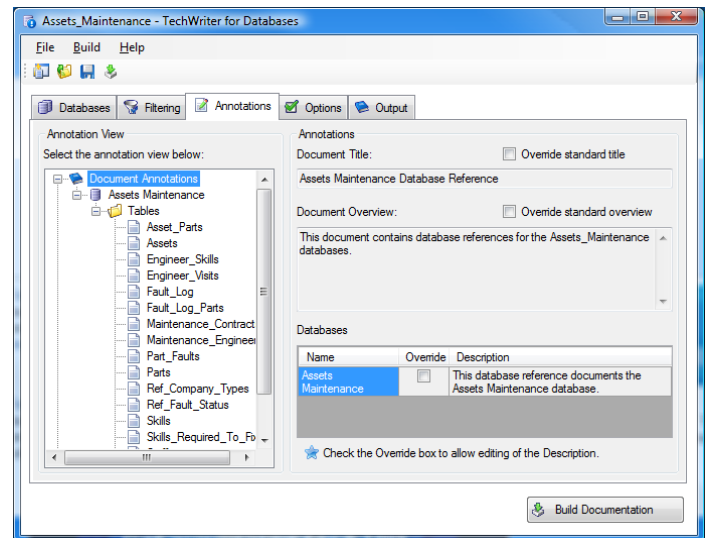 Assets_Maintenance - TechWriter for Databases
File Build Help
Databases Filtering Annotations Options Output
Annotation View
Select the annotation view below:
Document Annotations
Assets Maintenance
Tables
Asset_Parts
Assets
Engineer_Skills
Engineer_Visits
Fault_Log
Fault_Log_Parts
Maintenance_Contract
Maintenance_Engineer
Part_Faults
Parts
Ref_Company_Types
Ref_Fault_Status
Skills
Skills_Required_To_Fix
Annotations
Document Title: Override standard title
Assets Maintenance Database Reference
Document Overview: Override standard overview
This document contains database references for the Assets_Maintenance
databases.
Databases
Name Override Description
Assets This database reference documents the
Maintenance Assets Maintenance database.
Check the Override box to allow editing of the Description.
Build Documentation